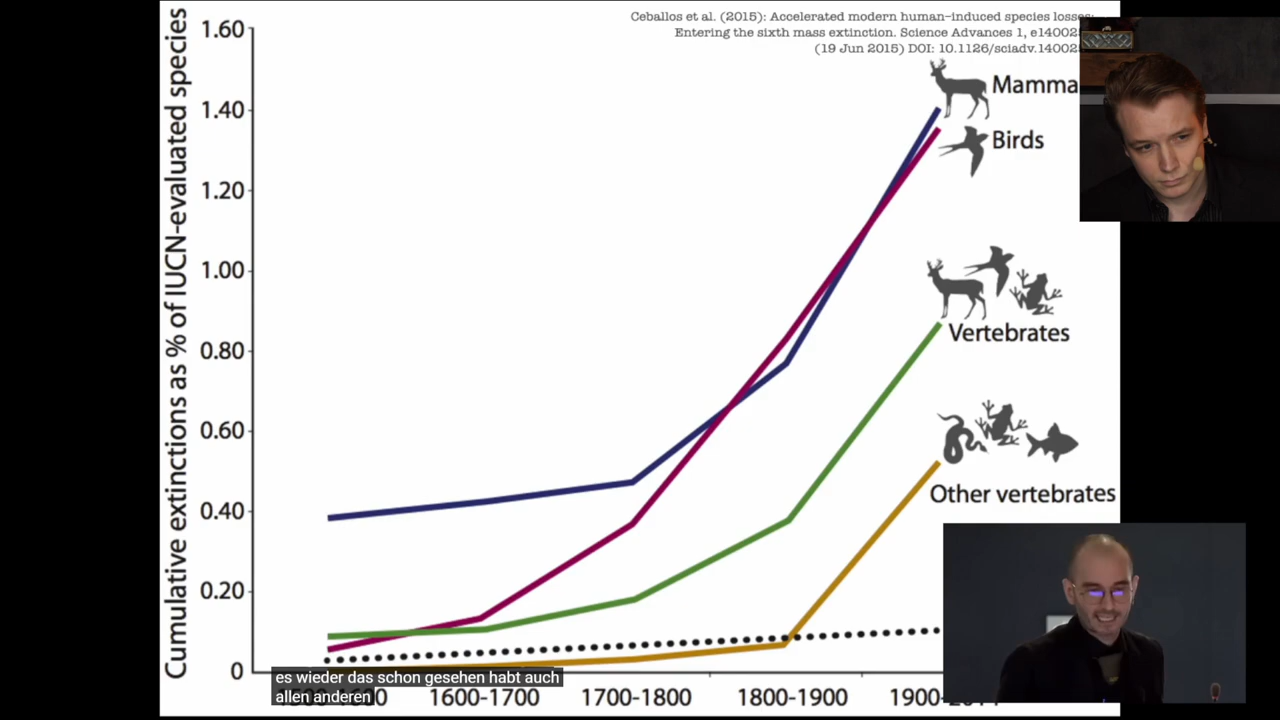 Ceballos et al. (2015): Accelerated modern human-induced species losses:
Entering the sixth mass extinction. Science Advances 1, e14002
(19 Jun 2015) DOI: 10.1126/sciadv.14002
Cumulative extinctions as % of IUCN-evaluated species
1.60
1.40
1.20
1.00
0.80
0.60
0.40
0.20
0
Mamma
Birds
Vertebrates
Other vertebrates
es wieder das schon gesehen habt auch
allen anderen
1600-1700
1700-1800
1800-1900
1900-